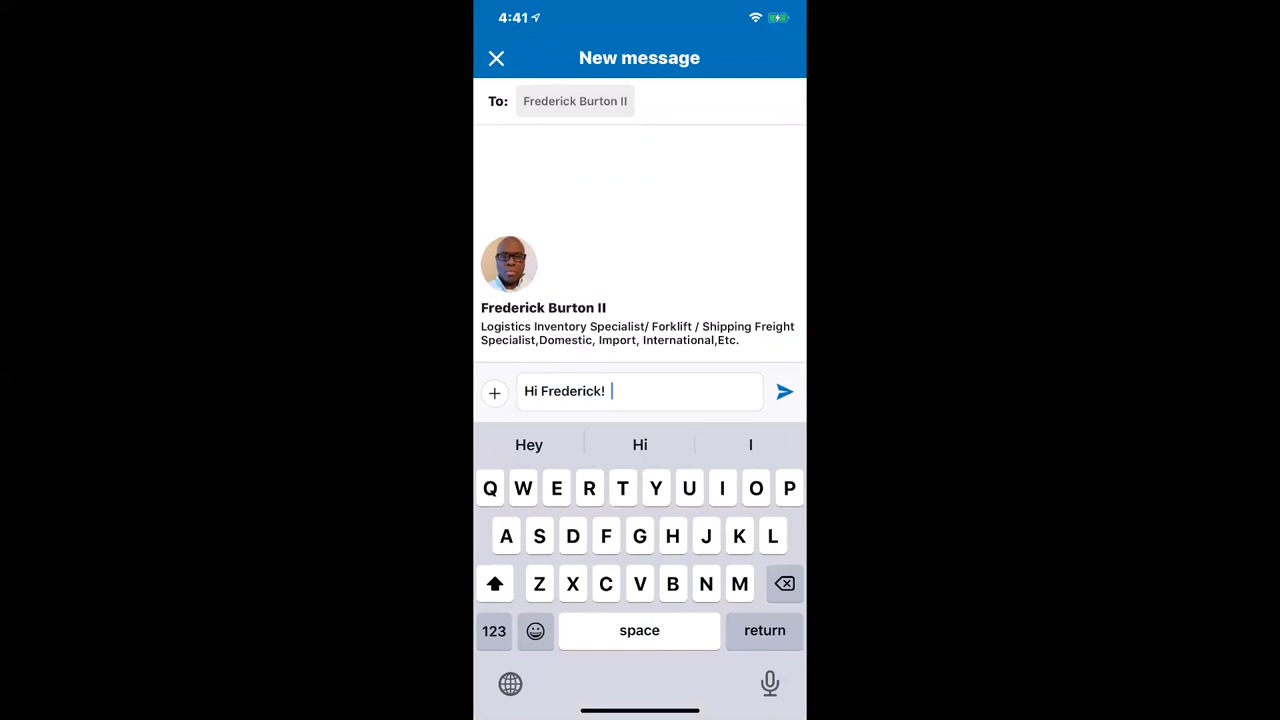 4:41
New message
To: Frederick Burton II
Frederick Burton II
Logistics Inventory Specialist/ Forklift / Shipping Freight
Specialist,Domestic, Import, International,Etc.
Hi Frederick!
Hey Hi I
Q W E R T Y U I O P
A S D F G H J K L
Z X C V B N M
123 space return